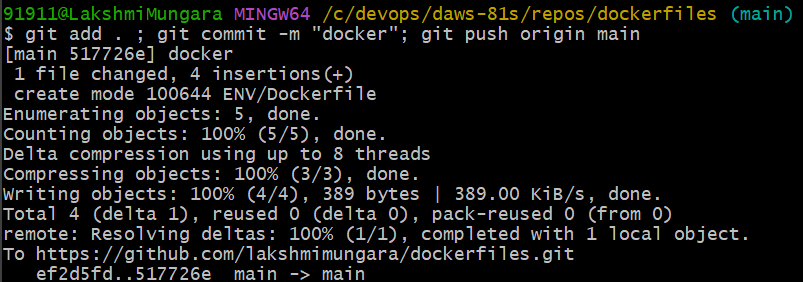 91911@LakshmiMungara MINGW64 /c/devops/daws-81s/repos/dockerfiles (main)
$ git add . ; git commit -m "docker"; git push origin main
[main 517726e] docker
 1 file changed, 4 insertions(+)
 create mode 100644 ENV/Dockerfile
Enumerating objects: 5, done.
Counting objects: 100% (5/5), done.
Delta compression using up to 8 threads
Compressing objects: 100% (3/3), done.
Writing objects: 100% (4/4), 389 bytes | 389.00 KiB/s, done.
Total 4 (delta 1), reused 0 (delta 0), pack-reused 0 (from 0)
remote: Resolving deltas: 100% (1/1), completed with 1 local object.
To https://github.com/lakshmimungara/dockerfiles.git
   ef2d5fd..517726e  main -> main